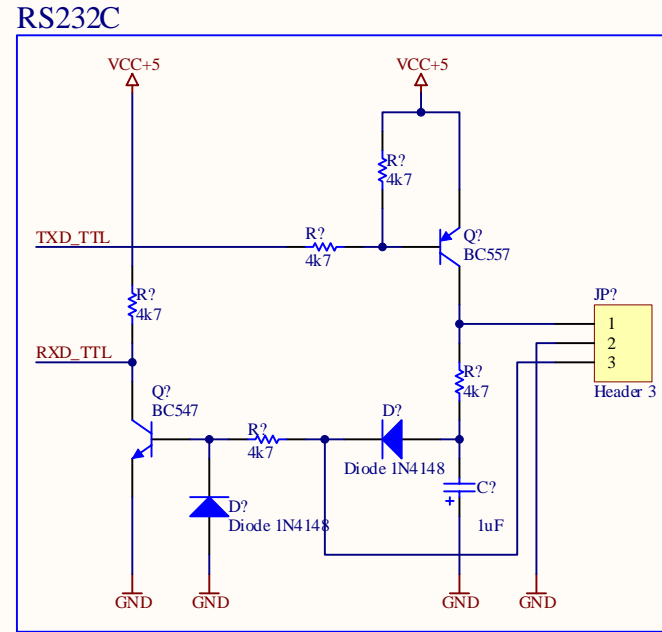 RS232C
VCC+5
VCC+5
R?
4k7
TXD_TTL
R?
4k7
Q?
BC557
R?
4k7
JP?
1
2
3
Header 3
RXD_TTL
R?
4k7
Q?
BC547
R?
4k7
D?
Diode 1N4148
D?
Diode 1N4148
C?
+
1uF
GND
GND
GND
GND